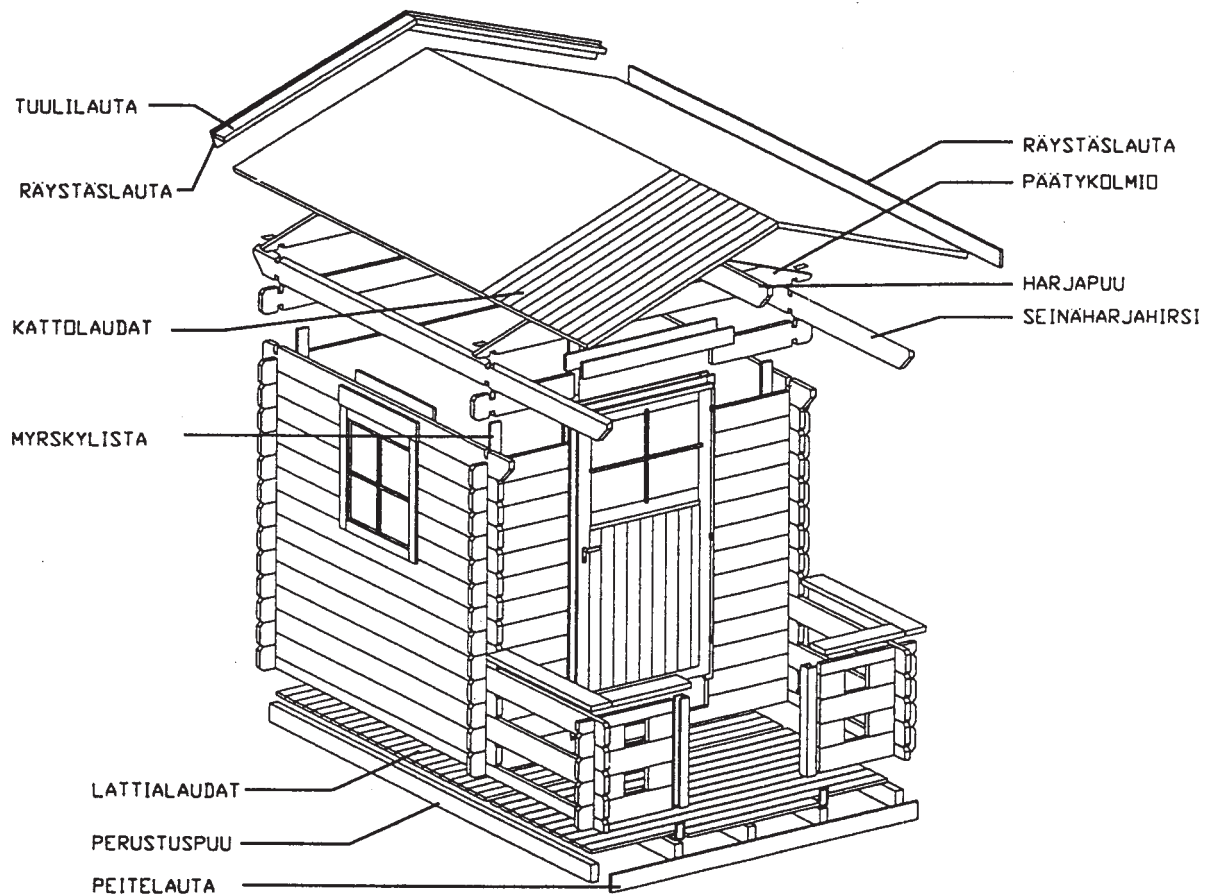 TUULILAUTA
RÄYSTÄSLAUTA
RÄYSTÄSLAUTA
PÄÄTYKOLMIO
HARJAPUU
SEINÄHARJAHIRSI
KATTOLAUDAT
MYRSKYLISTA
LATTIALAUDAT
PERUSTUSPUU
PEITELAUTA